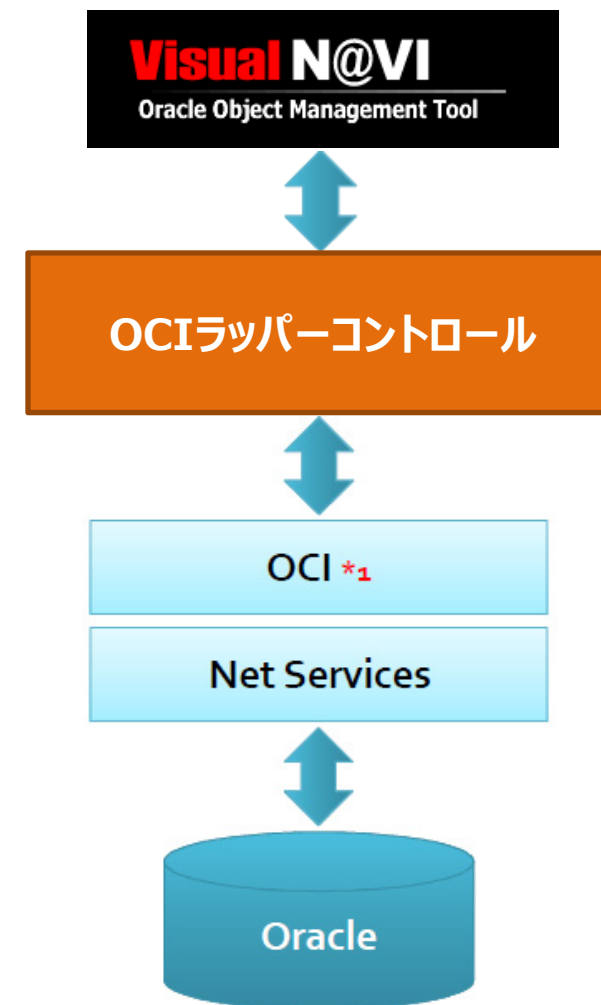 Visual N@VI
Oracle Object Management Tool
OCIラッパーコントロール
OCI *1
Net Services
Oracle